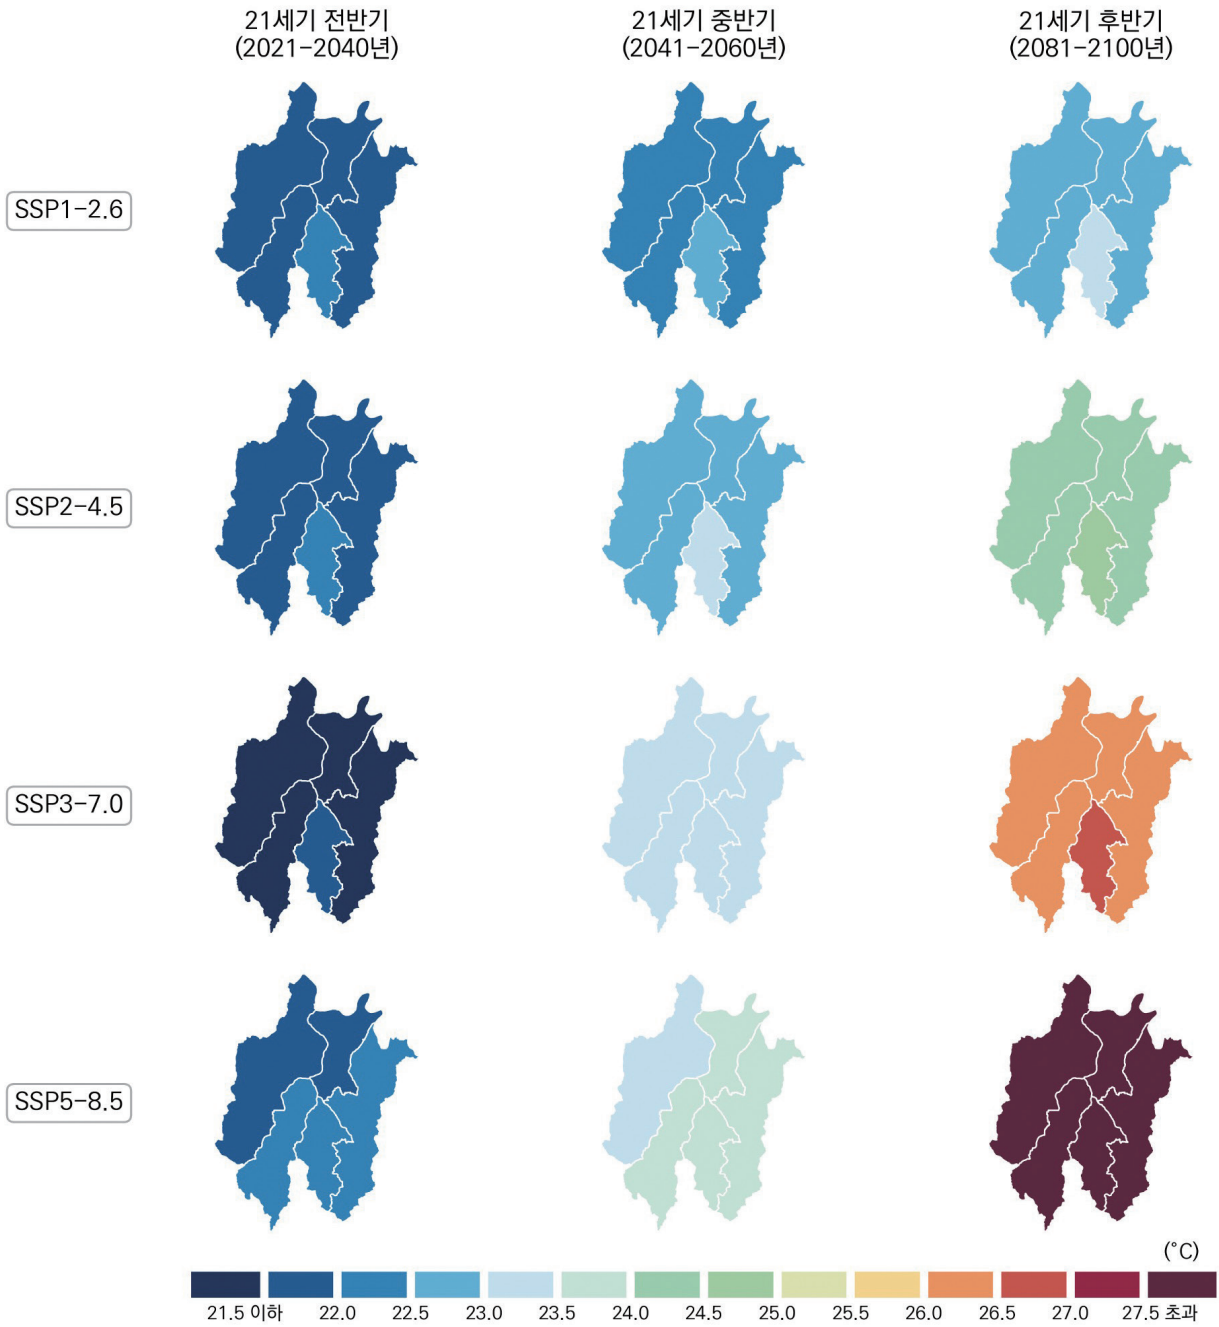 21세기 전반기
(2021-2040년)
21세기 중반기
(2041-2060년)
21세기 후반기
(2081-2100년)
SSP1-2.6
SSP2-4.5
SSP3-7.0
SSP5-8.5
(°C)
21.5 이하 22.0 22.5 23.0 23.5 24.0 24.5 25.0 25.5 26.0 26.5 27.0 27.5 초과